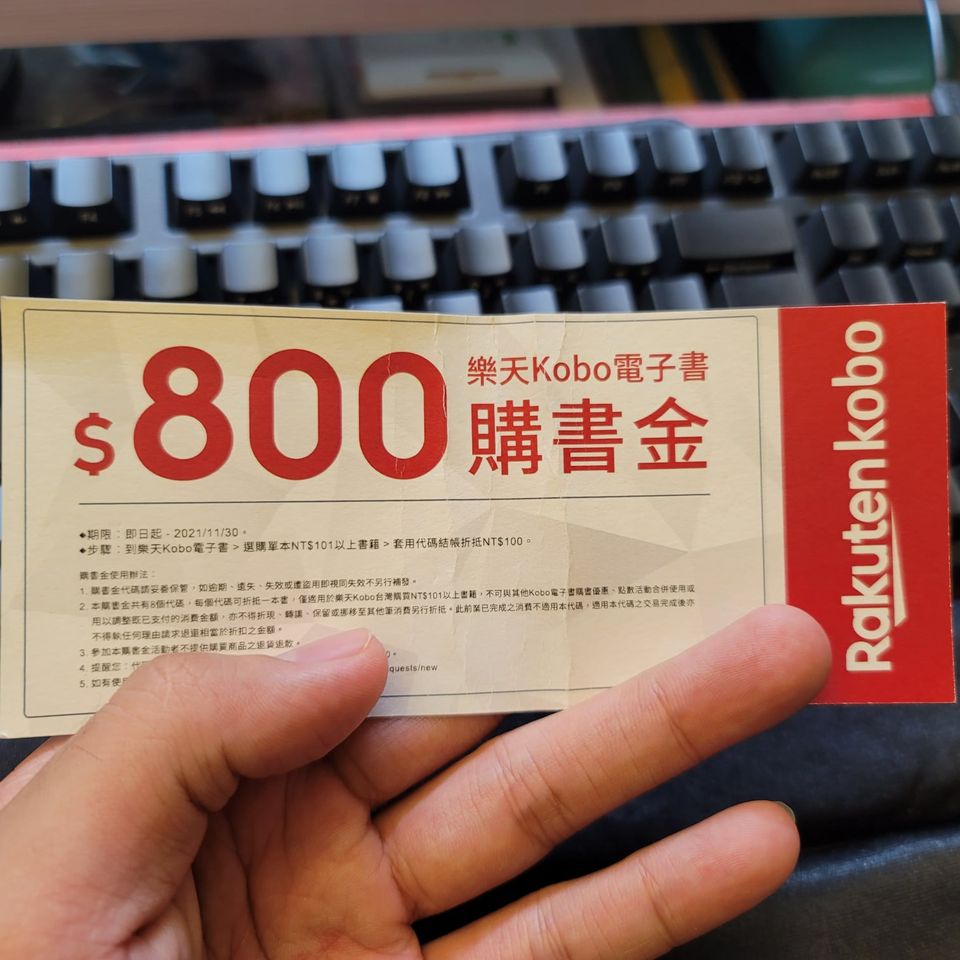 $800
樂天Kobo電子書
購書金
◆期限：即日起 - 2021/11/30。
◆步驟：到樂天Kobo電子書 > 選購單本NT$101以上書籍 > 套用代碼結帳折抵NT$100。
購書金使用辦法：
1. 購書金代碼請妥善保管，如逾期、遺失、失效或遭盜用即視同失效不另行補發。
2. 本購書金共有8個代碼，每個代碼可折抵一本書，僅適用於樂天Kobo台灣購買NT$101以上書籍，不可與其他Kobo電子書購書優惠、點數活動合併使用或
用以調整既已支付的消費金額，亦不得折現、轉讓、保留或挪移至其他筆消費另行折抵。此前業已完成之消費不適用本代碼，適用本代碼之交易完成後亦
不得執任何理由請求退還相當於折扣之金額。
3. 參加本購書金活動者不提供購買商品之退貨退款。
4. 提醒您：代
5. 如有使用
quests/new
Rakuten kobo